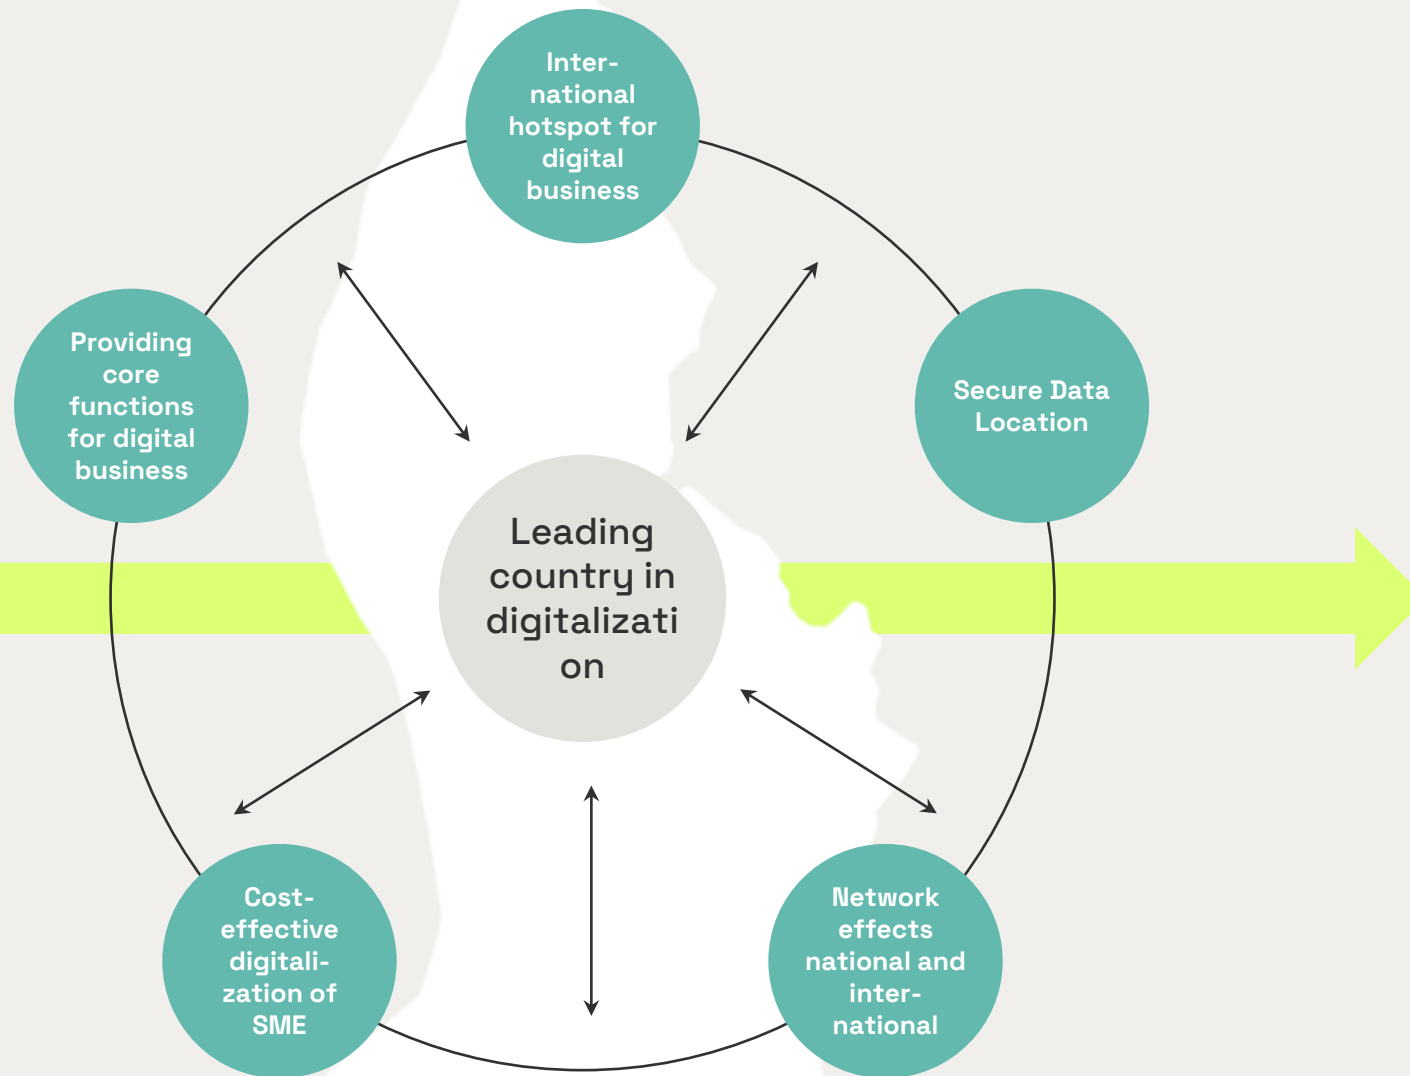 Inter-
national
hotspot for
digital
business
Providing
core
functions
for digital
business
Secure Data
Location
Leading
country in
digitalizati
on
Cost-
effective
digitali-
zation of
SME
Network
effects
national and
inter-
national